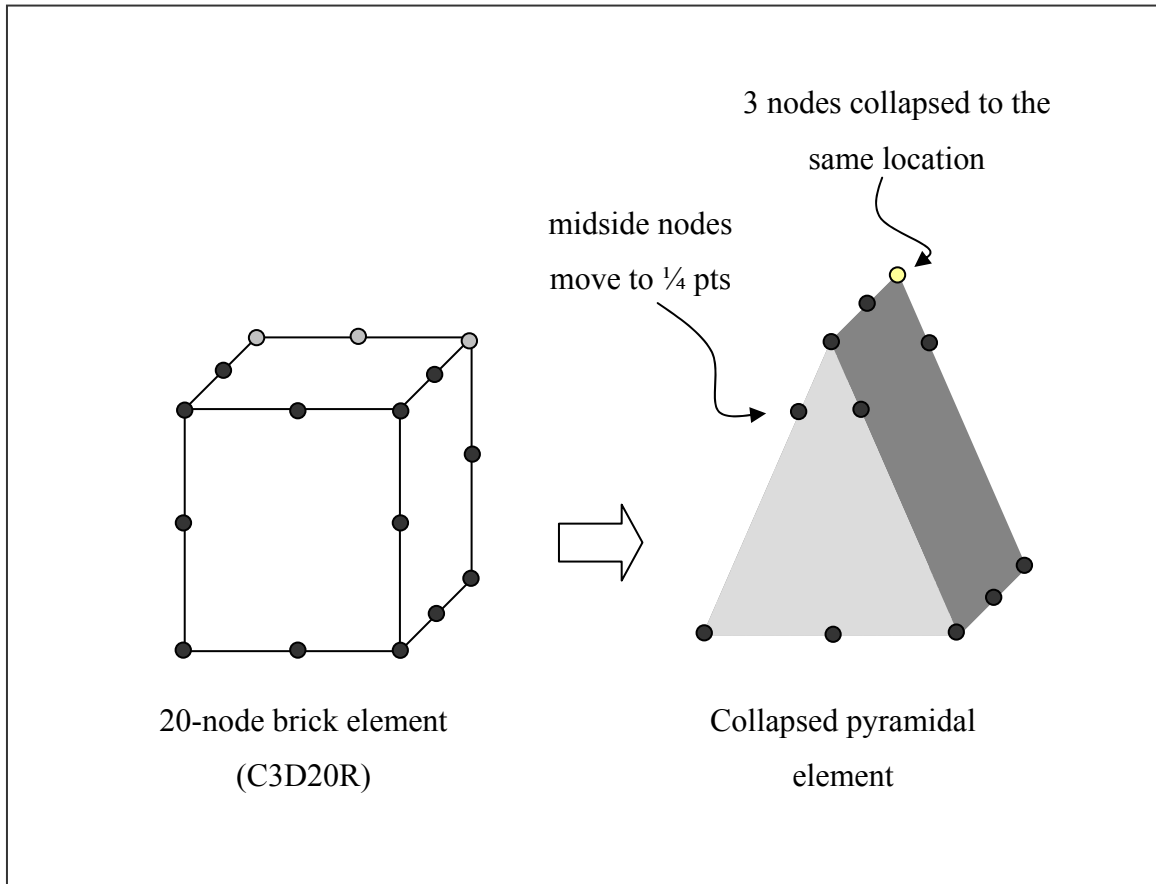 3 nodes collapsed to the
same location
midside nodes
move to ¼ pts
20-node brick element
(C3D20R)
Collapsed pyramidal
element